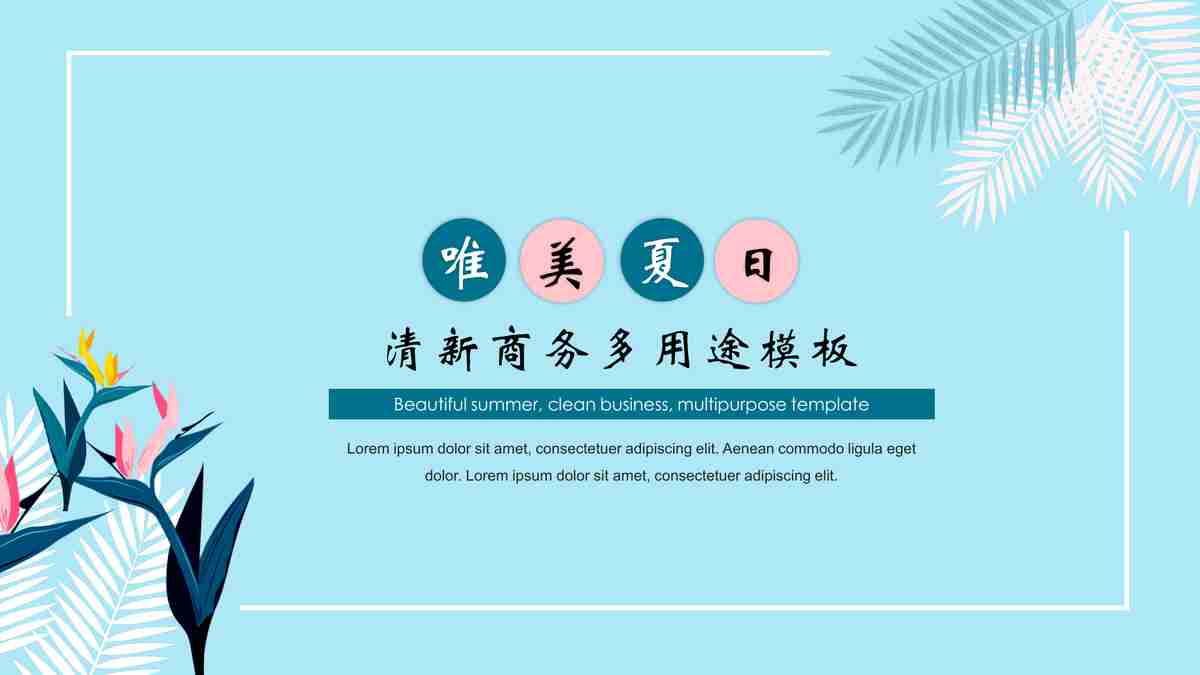 唯美夏日
清新商务多用途模板
Beautiful summer, clean business, multipurpose template
Lorem ipsum dolor sit amet, consectetuer adipiscing elit. Aenean commodo ligula eget
dolor. Lorem ipsum dolor sit amet, consectetuer adipiscing elit.